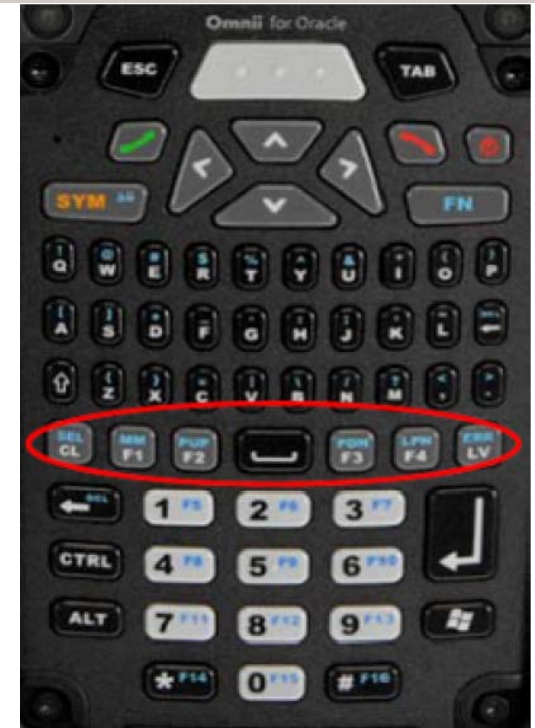 Omnii for Oracle
ESC TAB
SYM FN
Q W E R T Y U I O P
A S D F G H J K L
Z X C V B N M
SEL MM PUP PDN LPN ERR
CL F1 F2 F3 F4 LV
DEL 1 F5 2 F6 3 F7
CTRL 4 F8 5 F9 6 F10
ALT 7 F11 8 F12 9 F13
* F14 0 F15 # F16